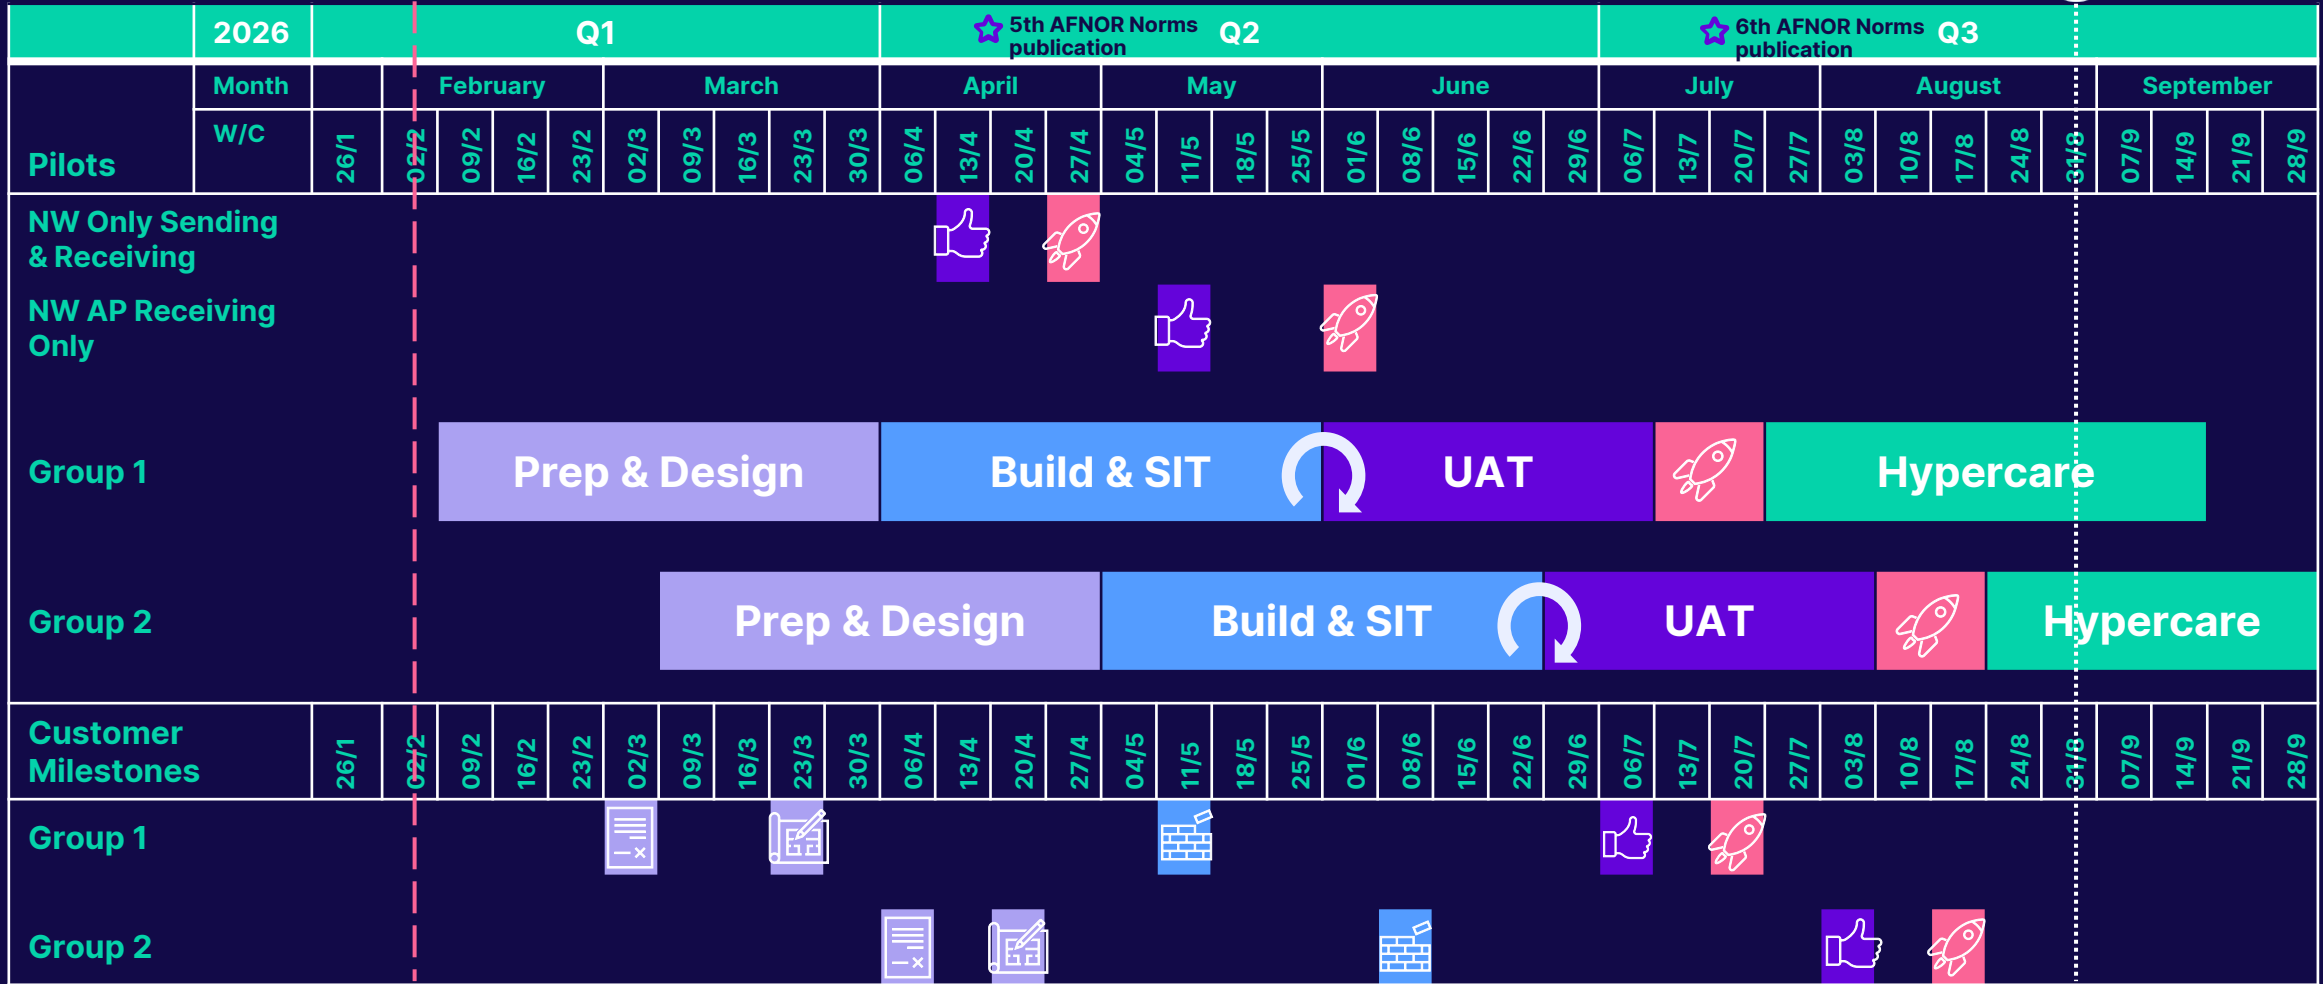 2026
Q1
5th AFNOR Norms
publication
Q2
6th AFNOR Norms
publication
Q3
Month
February
March
April
May
June
July
August
September
Pilots
W/C
26/1
02/2
09/2
16/2
23/2
02/3
09/3
16/3
23/3
30/3
06/4
13/4
20/4
27/4
04/5
11/5
18/5
25/5
01/6
08/6
15/6
22/6
29/6
06/7
13/7
20/7
27/7
03/8
10/8
17/8
24/8
31/8
07/9
14/9
21/9
28/9
NW Only Sending
& Receiving
NW AP Receiving
Only
Group 1
Prep & Design
Build & SIT
UAT
Hypercare
Group 2
Prep & Design
Build & SIT
UAT
Hypercare
Customer
Milestones
26/1
02/2
09/2
16/2
23/2
02/3
09/3
16/3
23/3
30/3
06/4
13/4
20/4
27/4
04/5
11/5
18/5
25/5
01/6
08/6
15/6
22/6
29/6
06/7
13/7
20/7
27/7
03/8
10/8
17/8
24/8
31/8
07/9
14/9
21/9
28/9
Group 1
Group 2